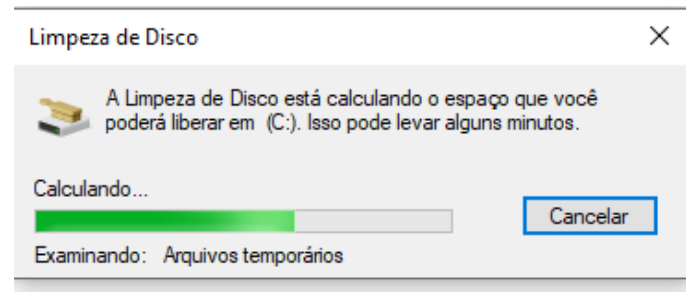 Limpeza de Disco
A Limpeza de Disco está calculando o espaço que você
poderá liberar em (C:). Isso pode levar alguns minutos.
Calculando...
Cancelar
Examinando: Arquivos temporários